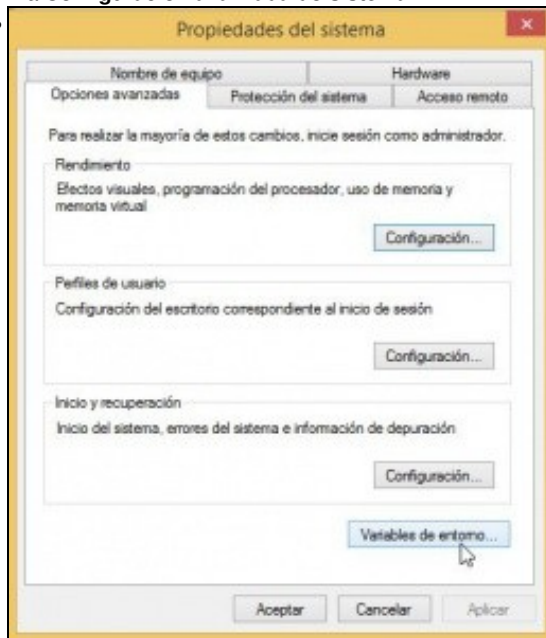 Propiedades del sistema
Nombre de equipo Hardware
Opciones avanzadas Protección del sistema Acceso remoto
Para realizar la mayoría de estos cambios, inicie sesión como administrador.
Rendimiento
Efectos visuales, programación del procesador, uso de memoria y
memoria virtual
Configuración...
Perfiles de usuario
Configuración del escritorio correspondiente al inicio de sesión
Configuración...
Inicio y recuperación
Inicio del sistema, errores del sistema e información de depuración
Configuración...
Variables de entorno...
Aceptar Cancelar Aplicar